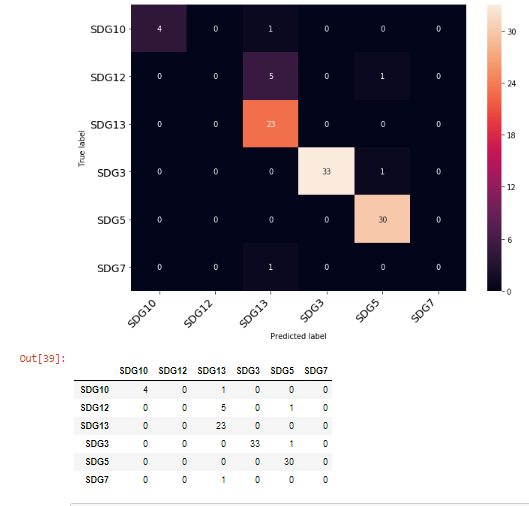 SDG10 4 0 1 0 0 0
SDG12 0 0 5 0 1 0
SDG13 0 0 23 0 0 0
SDG3 0 0 0 33 1 0
SDG5 0 0 0 0 30 0
SDG7 0 0 1 0 0 0
True label
SDG10 SDG12 SDG13 SDG3 SDG5 SDG7
Predicted label
30
24
18
12
6
0
Out[39]:
SDG10 SDG12 SDG13 SDG3 SDG5 SDG7
SDG10 4 0 1 0 0 0
SDG12 0 0 5 0 1 0
SDG13 0 0 23 0 0 0
SDG3 0 0 0 33 1 0
SDG5 0 0 0 0 30 0
SDG7 0 0 1 0 0 0